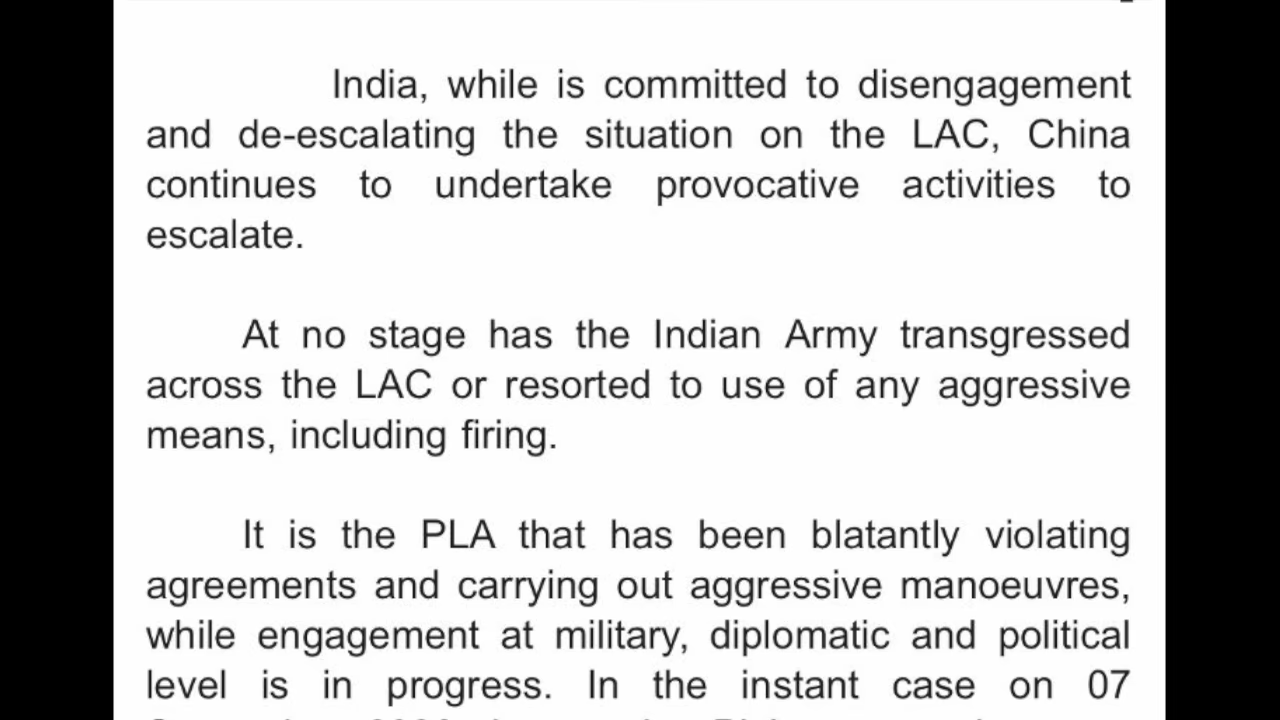 India, while is committed to disengagement
and de-escalating the situation on the LAC, China
continues to undertake provocative activities to
escalate.
At no stage has the Indian Army transgressed
across the LAC or resorted to use of any aggressive
means, including firing.
It is the PLA that has been blatantly violating
agreements and carrying out aggressive manoeuvres,
while engagement at military, diplomatic and political
level is in progress. In the instant case on 07